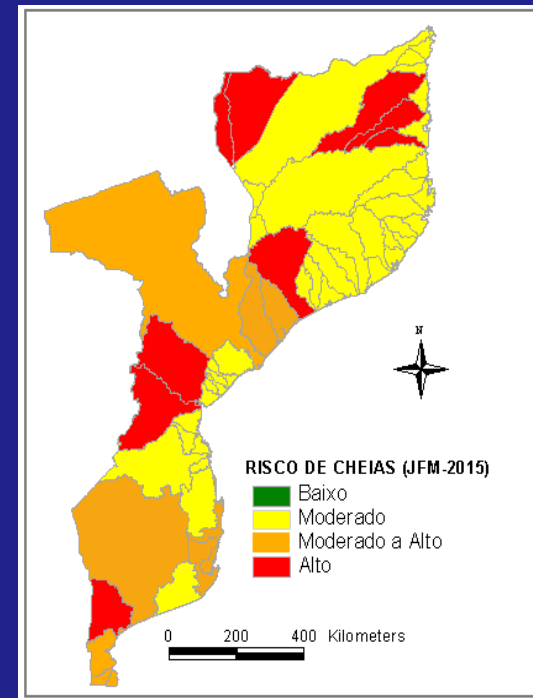 N
RISCO DE CHEIAS (JFM-2015)
Baixo
Moderado
Moderado a Alto
Alto
0 200 400 Kilometers